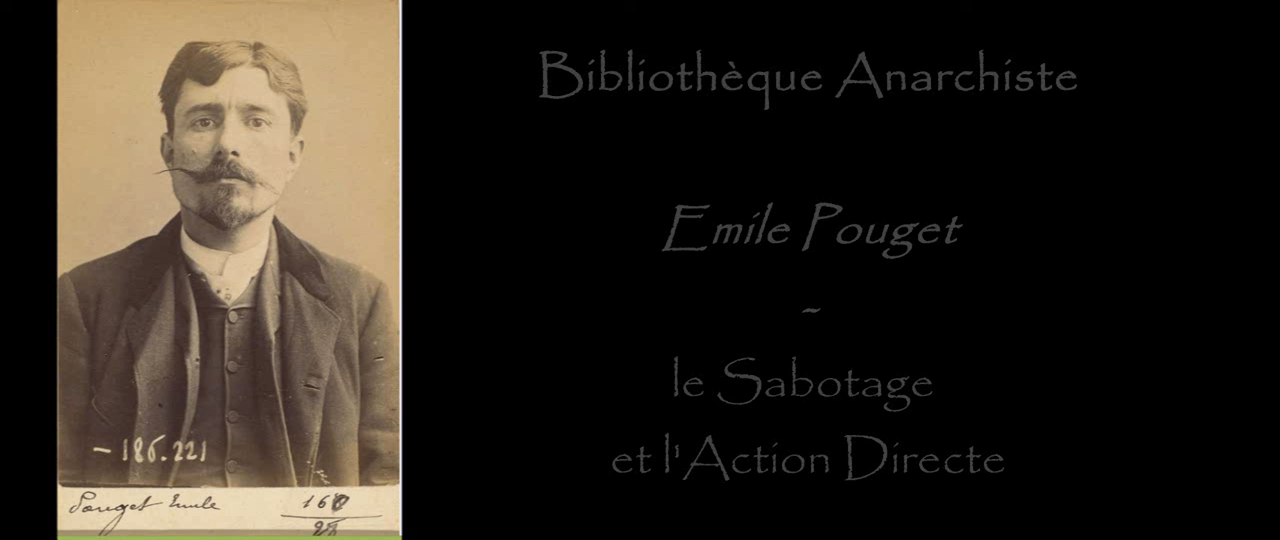 Bibliothèque Anarchiste
Emile Pouget
-
le Sabotage
et l'Action Directe
- 186.221
Pouget Emile